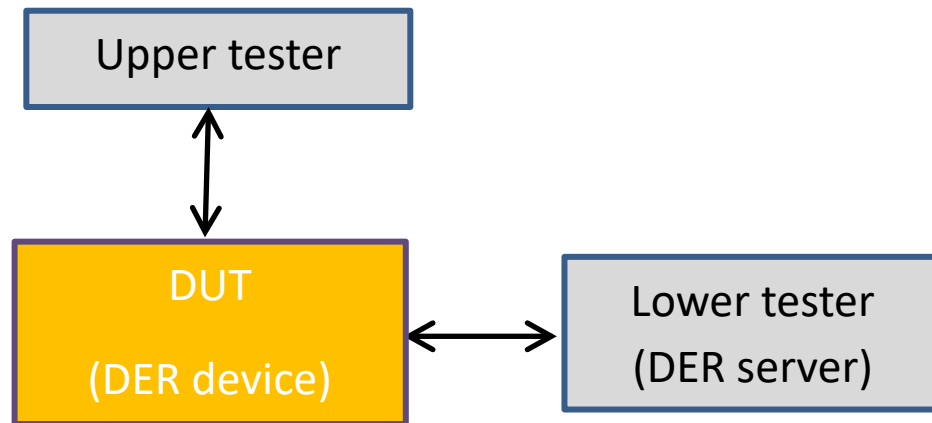 Upper tester
DUT
(DER device)
Lower tester
(DER server)